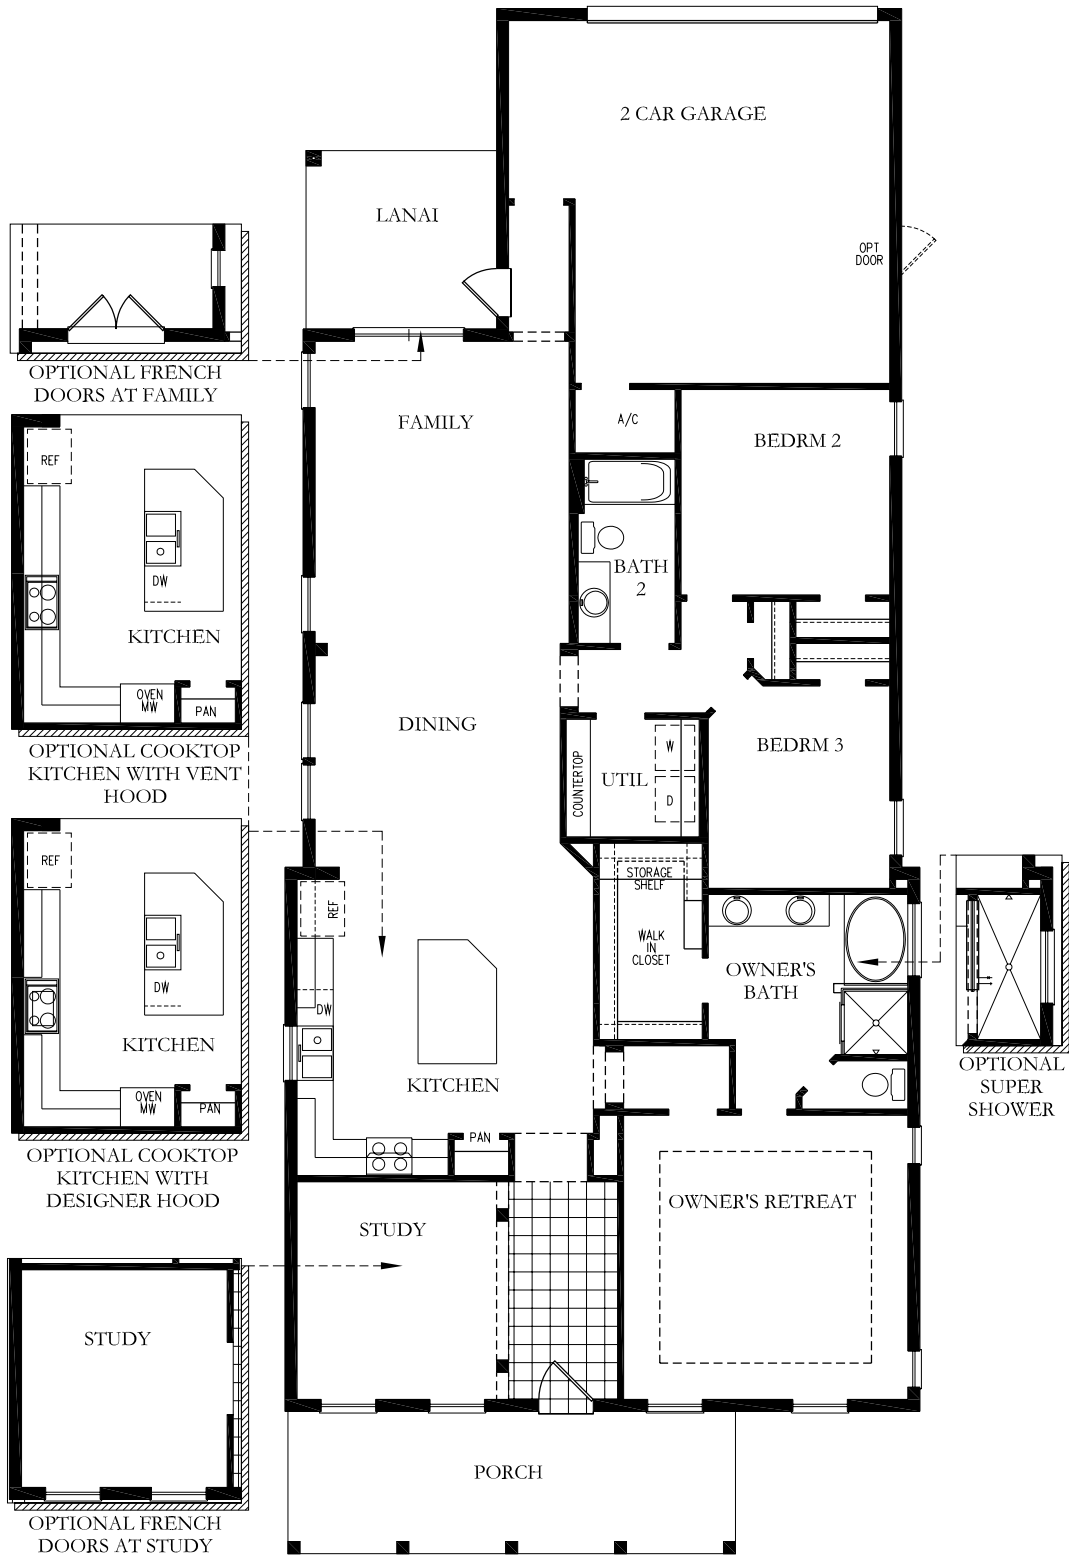 2 CAR GARAGE
LANAI
OPT
DOOR
OPTIONAL FRENCH
DOORS AT FAMILY
FAMILY
A/C
BEDRM 2
REF
DW
KITCHEN
OVEN
MW
PAN
OPTIONAL COOKTOP
KITCHEN WITH VENT
HOOD
BATH
2
DINING
BEDRM 3
COUNTERTOP
UTIL
W
D
REF
DW
KITCHEN
OVEN
MW
PAN
OPTIONAL COOKTOP
KITCHEN WITH
DESIGNER HOOD
REF
DW
KITCHEN
PAN
STORAGE
SHELF
WALK
IN
CLOSET
OWNER'S
BATH
OPTIONAL
SUPER
SHOWER
STUDY
OWNER'S RETREAT
STUDY
OPTIONAL FRENCH
DOORS AT STUDY
PORCH